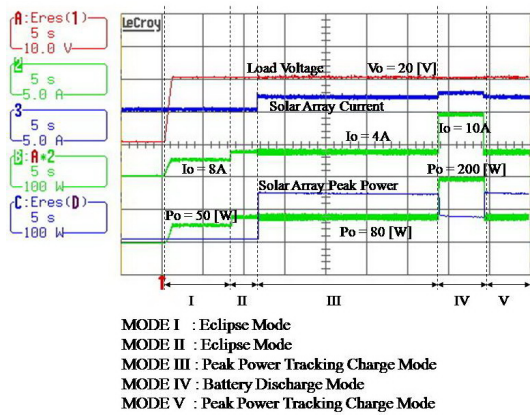 A:Eres(1)
5 s
10.0 V
2
5 s
5.0 A
3
5 s
5.0 A
B:A*2
5 s
100 W
C:Eres(D)
5 s
100 W
LeCroy
Load Voltage Vo = 20 [V]
Solar Array Current
Io = 4A
Io = 10A
Io = 8A
Po = 200 [W]
Solar Array Peak Power
Po = 50 [W]
Po = 80 [W]
I II III IV V
MODE I : Eclipse Mode
MODE II : Eclipse Mode
MODE III : Peak Power Tracking Charge Mode
MODE IV : Battery Discharge Mode
MODE V : Peak Power Tracking Charge Mode